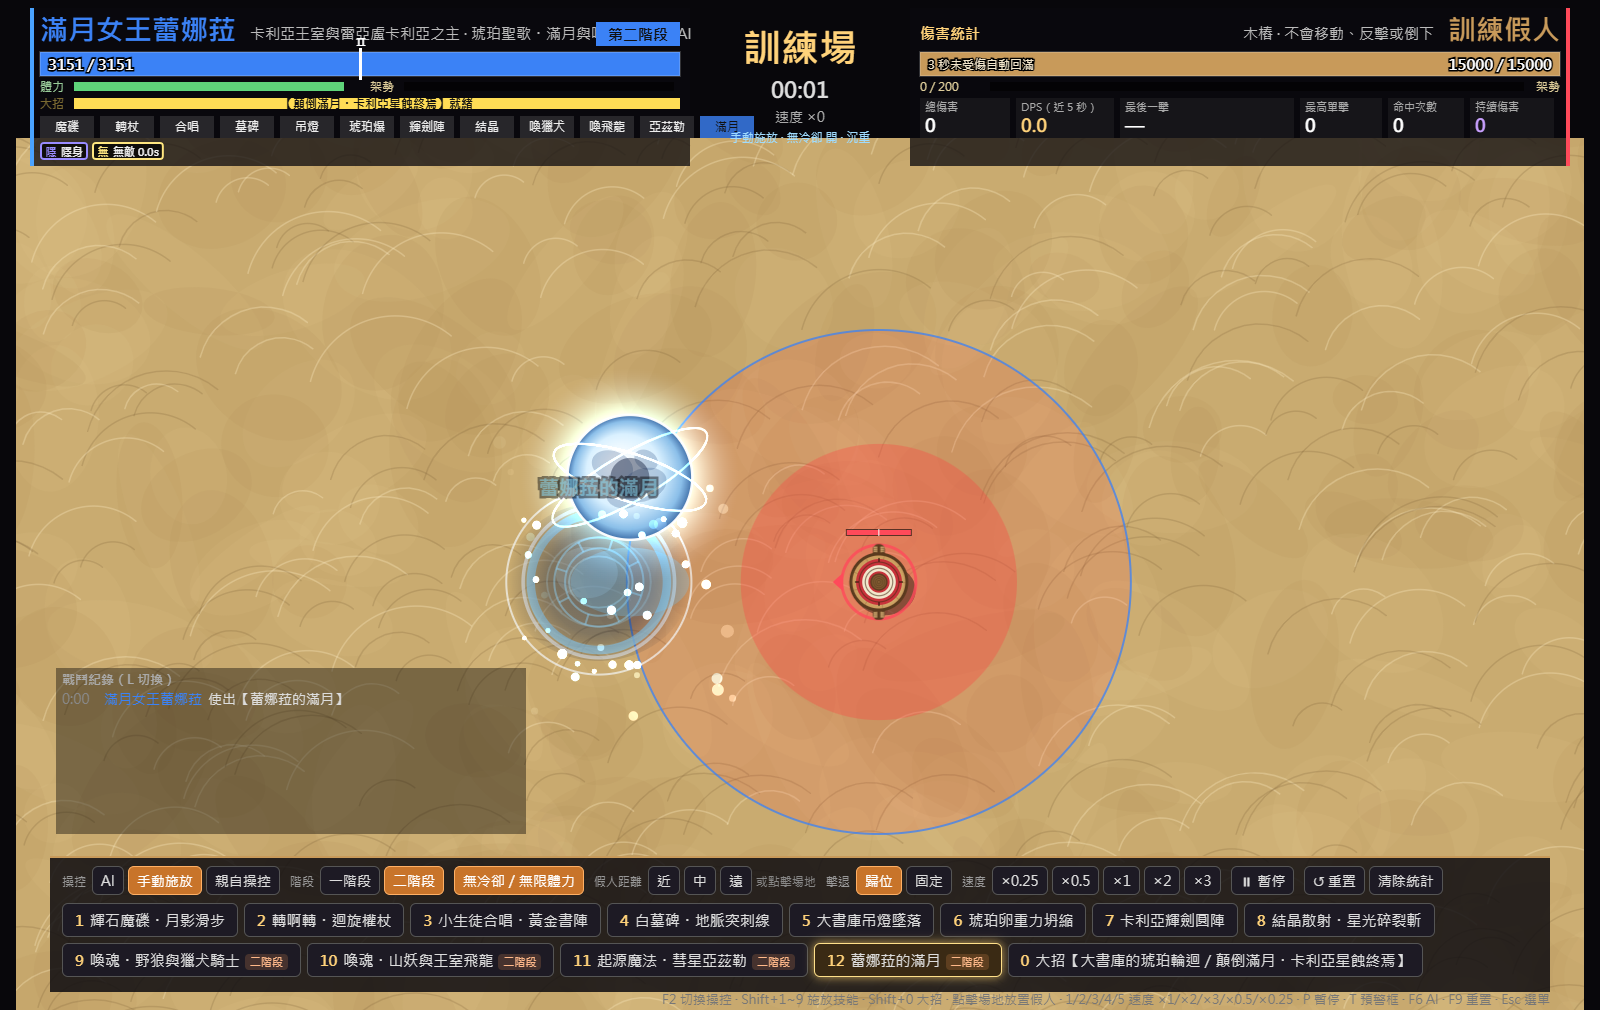 滿月女王蕾娜菈 卡利亞王室與雷亞盧卡利亞之主．琥珀聖歌．滿月與 第二階段 AI
II
3151 / 3151
體力 架勢
大招 【顛倒滿月．卡利亞星蝕終焉】就緒
魔礫 轉杖 合唱 墓碑 吊燈 琥珀爆 輝劍陣 結晶 喚獵犬 喚飛龍 亞茲勒 滿月
隱 隱身 無 無敵 0.0s
訓練場
00:01
速度 ×0
手動施放 · 無冷卻 開 · 沉重
傷害統計 木樁 · 不會移動、反擊或倒下 訓練假人
3 秒未受傷自動回滿 15000 / 15000
0 / 200 架勢
總傷害 DPS（近 5 秒） 最後一擊 最高單擊 命中次數 持續傷害
0 0.0 — 0 0 0
蕾娜菈的滿月
戰鬥紀錄（L 切換）
0:00 滿月女王蕾娜菈 使出【蕾娜菈的滿月】
操控 AI 手動施放 親自操控 階段 一階段 二階段 無冷卻 / 無限體力 假人距離 近 中 遠 或點擊場地 擊退 歸位 固定 速度 ×0.25 ×0.5 ×1 ×2 ×3 ⏸ 暫停 ↺ 重置 清除統計
1 輝石魔礫．月影滑步 2 轉啊轉．迴旋權杖 3 小生徒合唱．黃金書陣 4 白墓碑．地脈突刺線 5 大書庫吊燈墜落 6 琥珀卵重力坍縮 7 卡利亞輝劍圓陣 8 結晶散射．星光碎裂斬
9 喚魂．野狼與獵犬騎士 二階段 10 喚魂．山妖與王室飛龍 二階段 11 起源魔法．彗星亞茲勒 二階段 12 蕾娜菈的滿月 二階段 0 大招【大書庫的琥珀輪迴 / 顛倒滿月．卡利亞星蝕終焉】
F2 切換操控 · Shift+1~9 施放技能 · Shift+0 大招 · 點擊場地放置假人 · 1/2/3/4/5 速度 ×1/×2/×3/×0.5/×0.25 · P 暫停 · T 預警框 · F6 AI · F9 重置 · Esc 選單